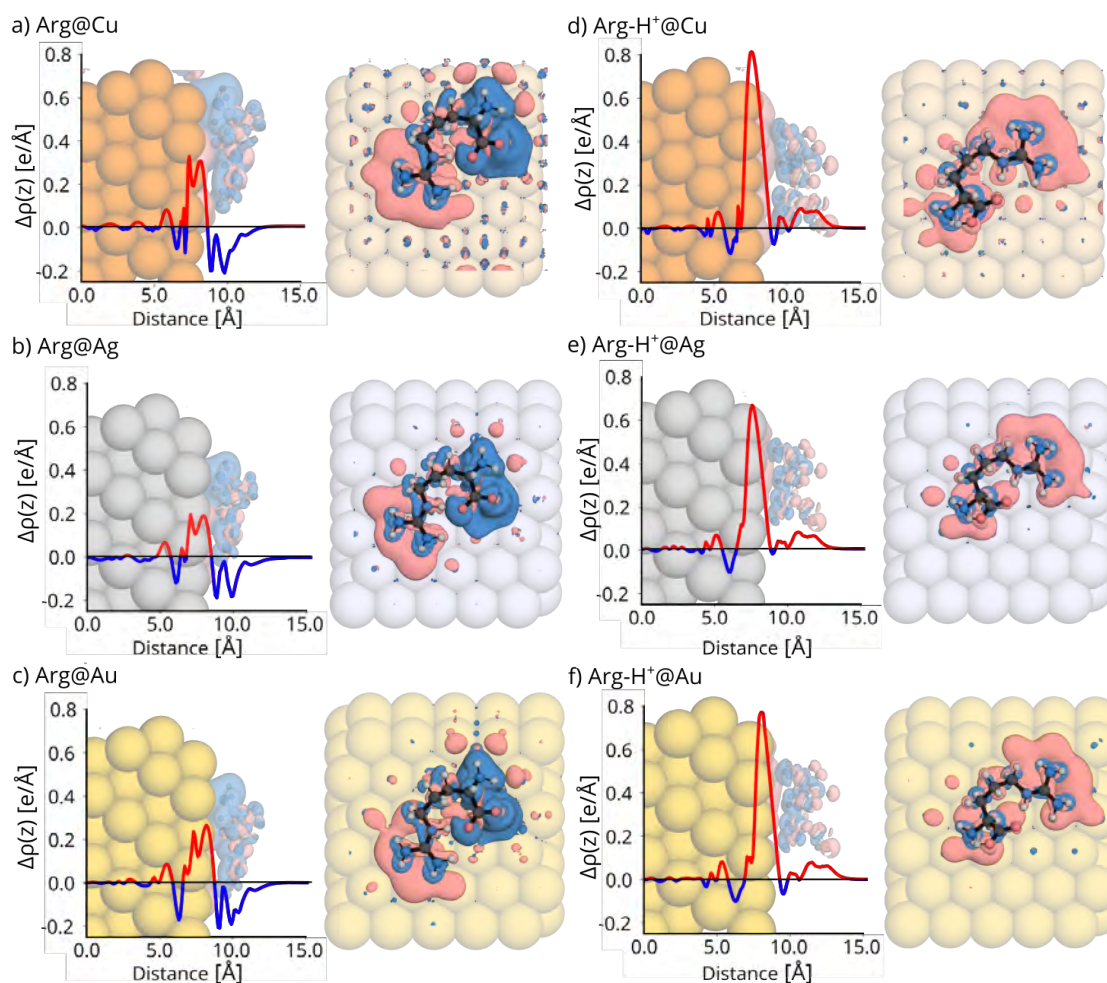 a) Arg@Cu
Δρ(z) [e/Å]
0.8
0.6
0.4
0.2
0.0
-0.2
0.0 5.0 10.0 15.0
Distance [Å]
d) Arg-H⁺@Cu
Δρ(z) [e/Å]
0.8
0.6
0.4
0.2
0.0
-0.2
0.0 5.0 10.0 15.0
Distance [Å]
b) Arg@Ag
Δρ(z) [e/Å]
0.8
0.6
0.4
0.2
0.0
-0.2
0.0 5.0 10.0 15.0
Distance [Å]
e) Arg-H⁺@Ag
Δρ(z) [e/Å]
0.8
0.6
0.4
0.2
0.0
-0.2
0.0 5.0 10.0 15.0
Distance [Å]
c) Arg@Au
Δρ(z) [e/Å]
0.8
0.6
0.4
0.2
0.0
-0.2
0.0 5.0 10.0 15.0
Distance [Å]
f) Arg-H⁺@Au
Δρ(z) [e/Å]
0.8
0.6
0.4
0.2
0.0
-0.2
0.0 5.0 10.0 15.0
Distance [Å]